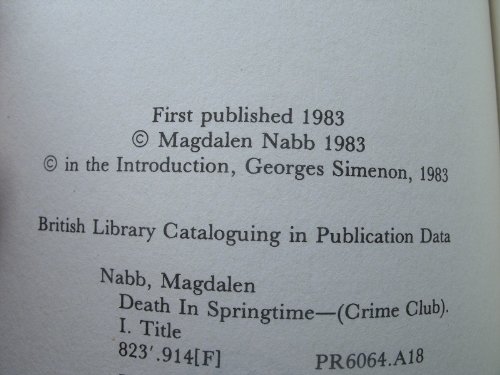 First published 1983
© Magdalen Nabb 1983
© in the Introduction, Georges Simenon, 1983
British Library Cataloguing in Publication Data
Nabb, Magdalen
Death In Springtime—(Crime Club).
I. Title
823'.914[F] PR6064.A18